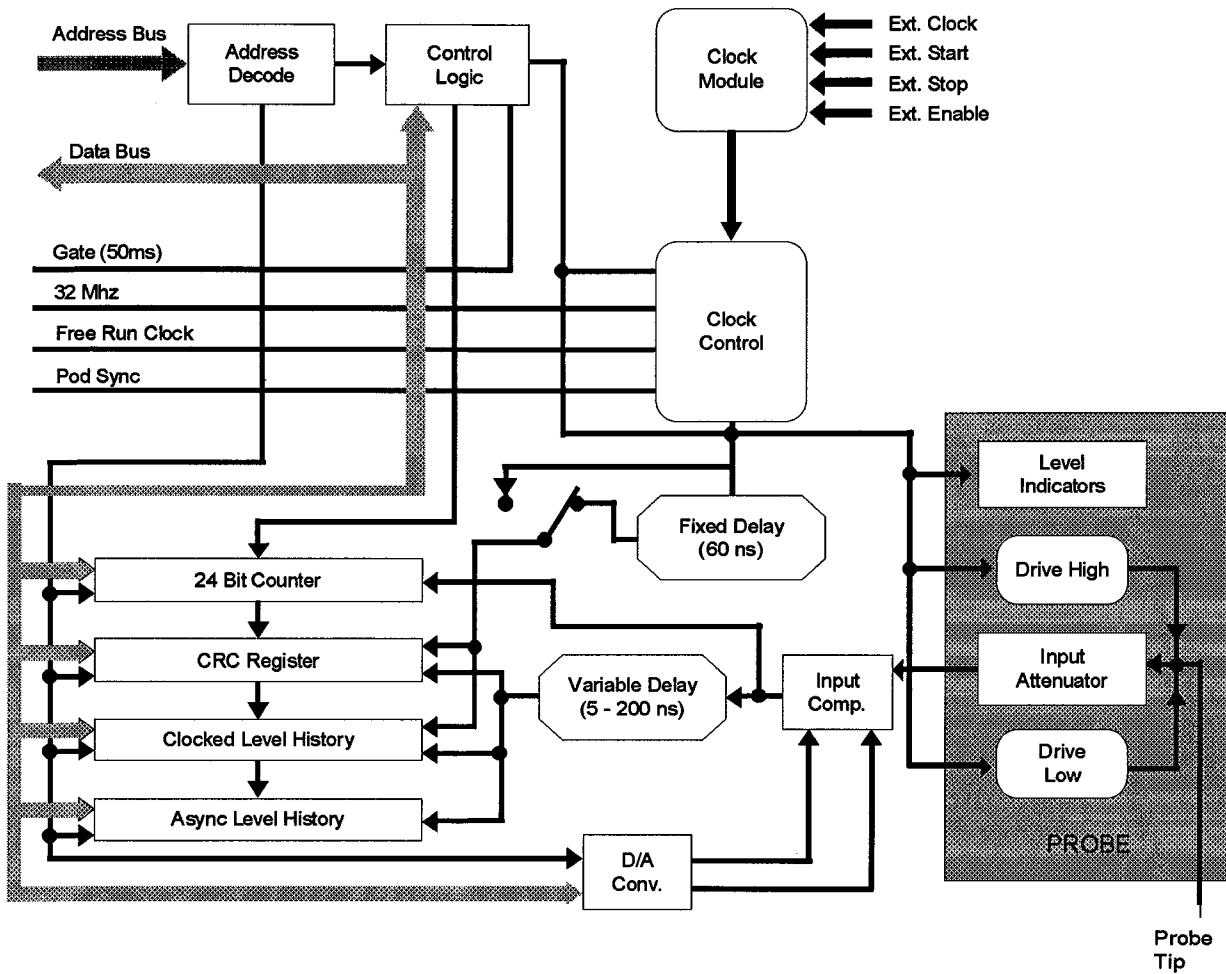 Address Bus
Address
Decode
Control
Logic
Clock
Module
Ext. Clock
Ext. Start
Ext. Stop
Ext. Enable
Data Bus
Gate (50ms)
32 Mhz
Free Run Clock
Pod Sync
Clock
Control
Level
Indicators
Fixed Delay
(60 ns)
24 Bit Counter
Drive High
CRC Register
Variable Delay
(5 - 200 ns)
Input
Comp.
Input
Attenuator
Clocked Level History
Drive
Low
Async Level History
D/A
Conv.
PROBE
Probe
Tip